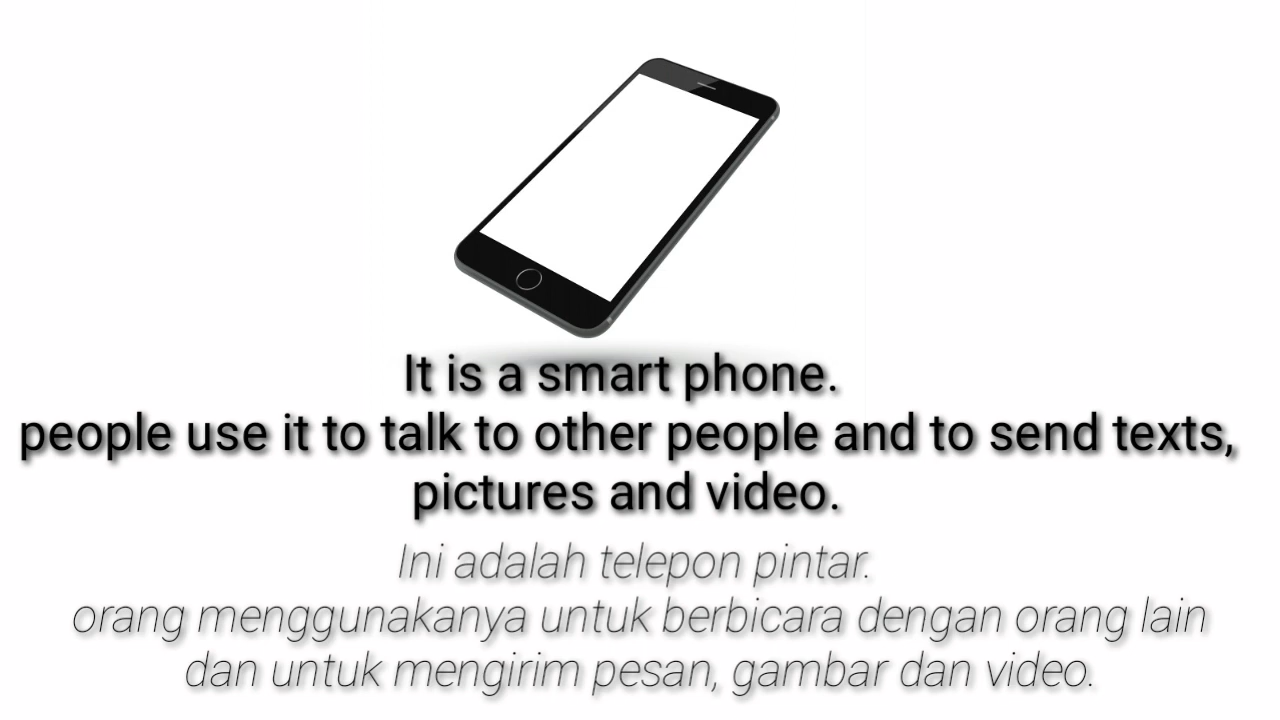 It is a smart phone.
people use it to talk to other people and to send texts,
pictures and video.
Ini adalah telepon pintar.
orang menggunakanya untuk berbicara dengan orang lain
dan untuk mengirim pesan, gambar dan video.